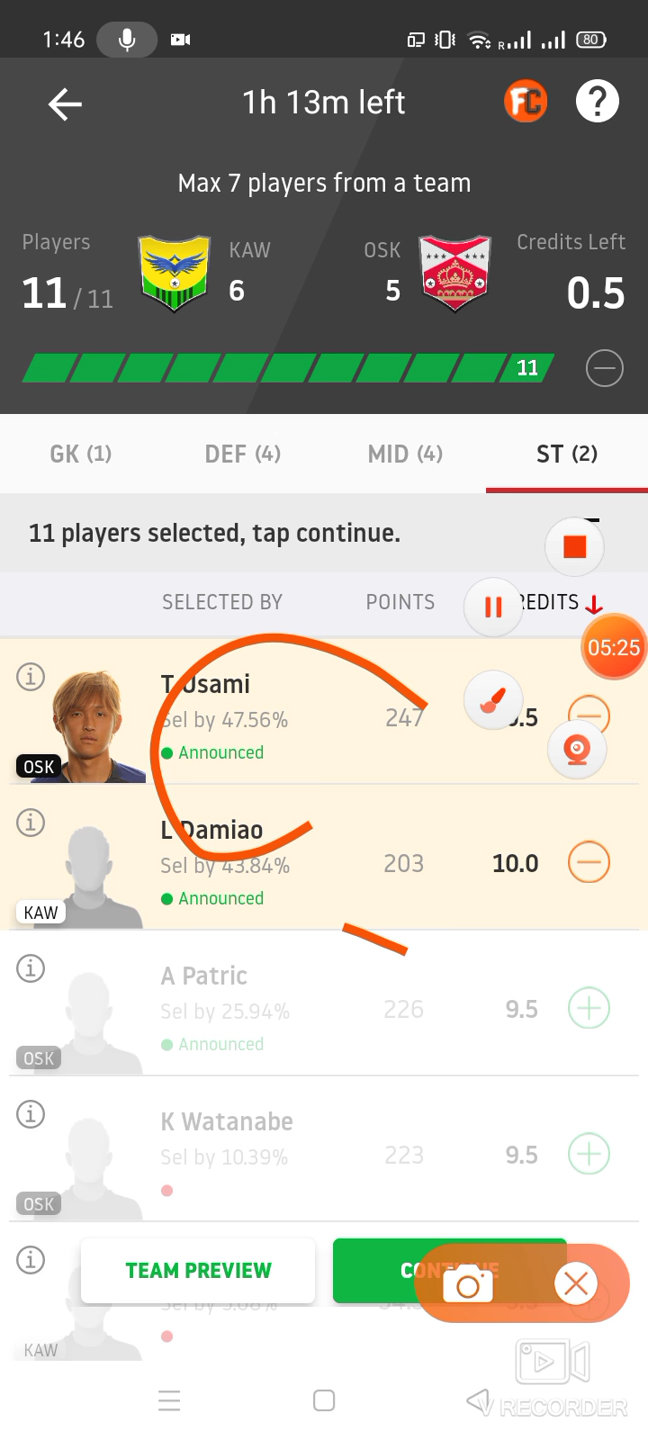 1:46
R
80
1h 13m left
FC
?
Max 7 players from a team
Players
KAW
OSK
Credits Left
11 / 11
6
5
0.5
11
GK (1)
DEF (4)
MID (4)
ST (2)
11 players selected, tap continue.
SELECTED BY
POINTS
REDITS
05:25
T Usami
Sel by 47.56%
247
.5
Announced
OSK
L Damiao
Sel by 43.84%
203
10.0
Announced
KAW
A Patric
Sel by 25.94%
226
9.5
Announced
OSK
K Watanabe
Sel by 10.39%
223
9.5
OSK
TEAM PREVIEW
CONTINUE
KAW
V RECORDER